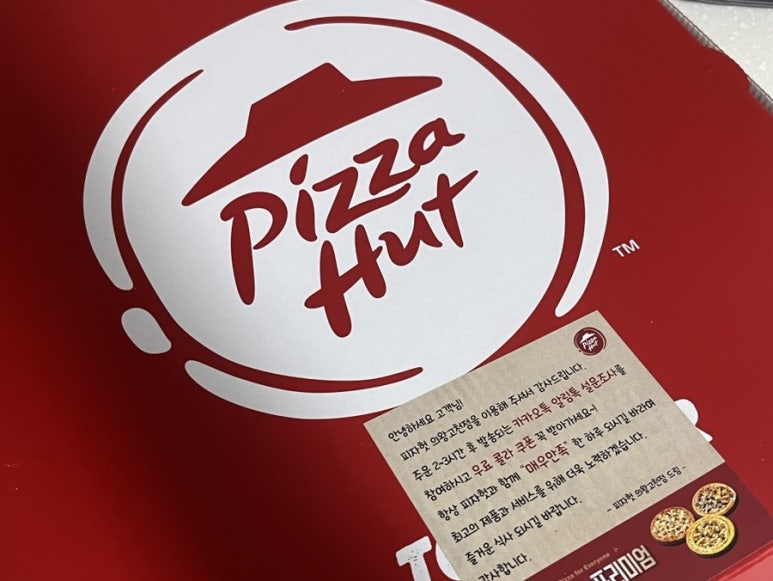 Pizza
Hut
TM
Pizza
Hut
안녕하세요 고객님!
피자헛 의왕고천점을 이용해 주셔서 감사드립니다.
주문 2~3시간 후 발송되는 카카오톡 알림톡 설문조사를
참여하시고 무료 콜라 쿠폰 꼭 받아가세요~!
항상 피자헛과 함께 "매우만족" 한 하루 되시길 바라며
최고의 제품과 서비스를 위해 더욱 노력하겠습니다.
즐거운 식사 되시길 바랍니다.
감사합니다.
- 피자헛 의왕고천점 드림 -
for Everyone
프리미엄